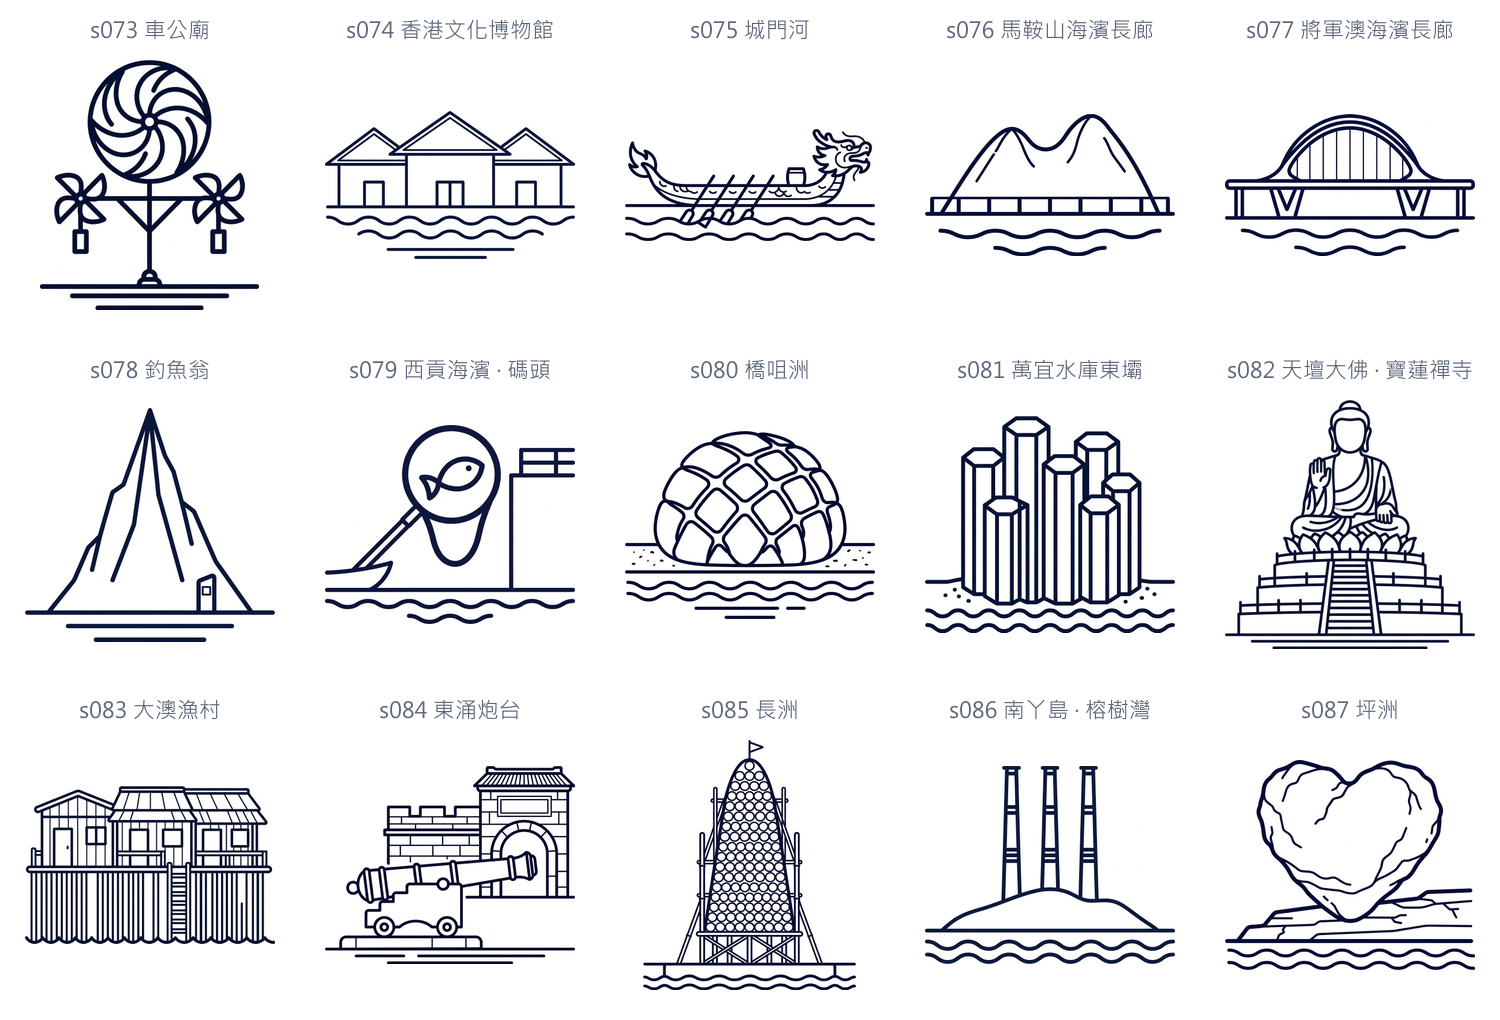 s073 車公廟
s074 香港文化博物館
s075 城門河
s076 馬鞍山海濱長廊
s077 將軍澳海濱長廊
s078 釣魚翁
s079 西貢海濱 · 碼頭
s080 橋咀洲
s081 萬宜水庫東壩
s082 天壇大佛 · 寶蓮禪寺
s083 大澳漁村
s084 東涌炮台
s085 長洲
s086 南丫島 · 榕樹灣
s087 坪洲